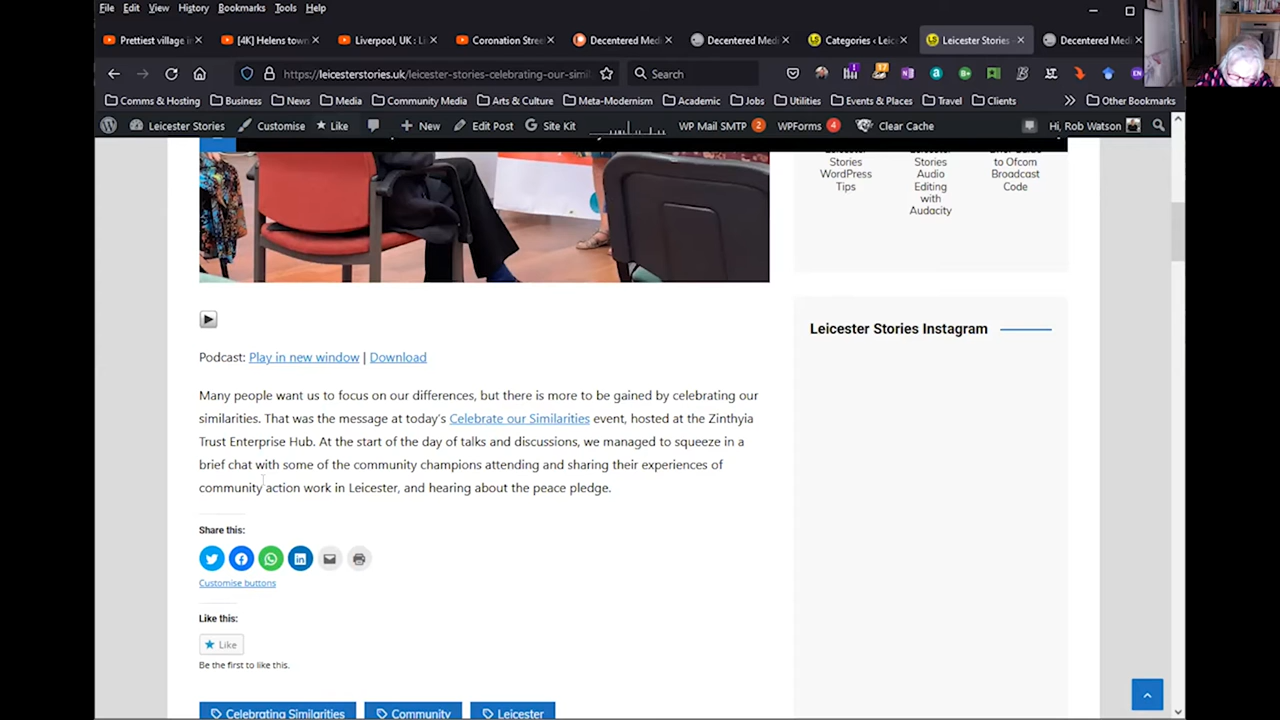 File Edit View History Bookmarks Tools Help
Prettiest village in
[4K] Helens town
Liverpool, UK :
Coronation Stree
Decentered Med
Decentered Med
Categories ‹ Leic
Leicester Stories
Decentered Med
https://leicesterstories.uk/leicester-stories-celebrating-our-simil
Search
Comms & Hosting Business News Media Community Media Arts & Culture Meta-Modernism Academic Jobs Utilities Events & Places Travel Clients Other Bookmarks
Leicester Stories Customise Like New Edit Post Site Kit WP Mail SMTP 2 WPForms 4 Clear Cache Hi, Rob Watson
Leicester
Stories
WordPress
Tips
Leicester
Stories
Audio
Editing
with
Audacity
Brief Guide
to Ofcom
Broadcast
Code
Podcast: Play in new window | Download
Many people want us to focus on our differences, but there is more to be gained by celebrating our
similarities. That was the message at today's Celebrate our Similarities event, hosted at the Zinthyia
Trust Enterprise Hub. At the start of the day of talks and discussions, we managed to squeeze in a
brief chat with some of the community champions attending and sharing their experiences of
community action work in Leicester, and hearing about the peace pledge.
Share this:
Customise buttons
Like this:
Like
Be the first to like this.
Celebrating Similarities Community Leicester
Leicester Stories Instagram